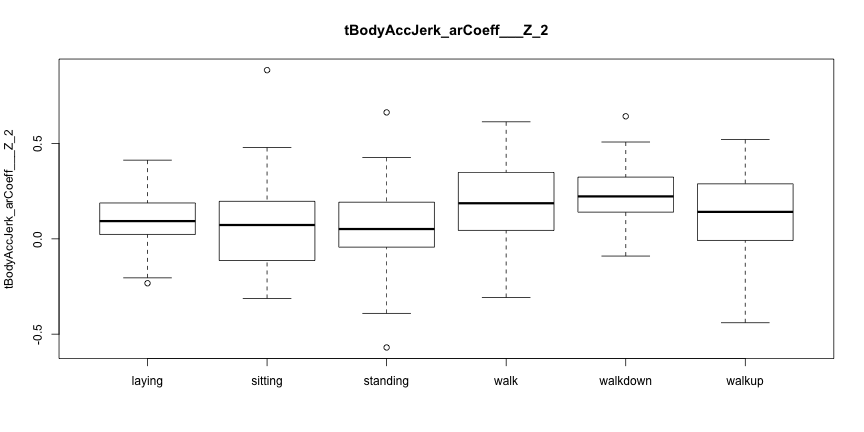 tBodyAccJerk_arCoeff___Z_2
tBodyAccJerk_arCoeff___Z_2
0.5
0.0
-0.5
laying sitting standing walk walkdown walkup